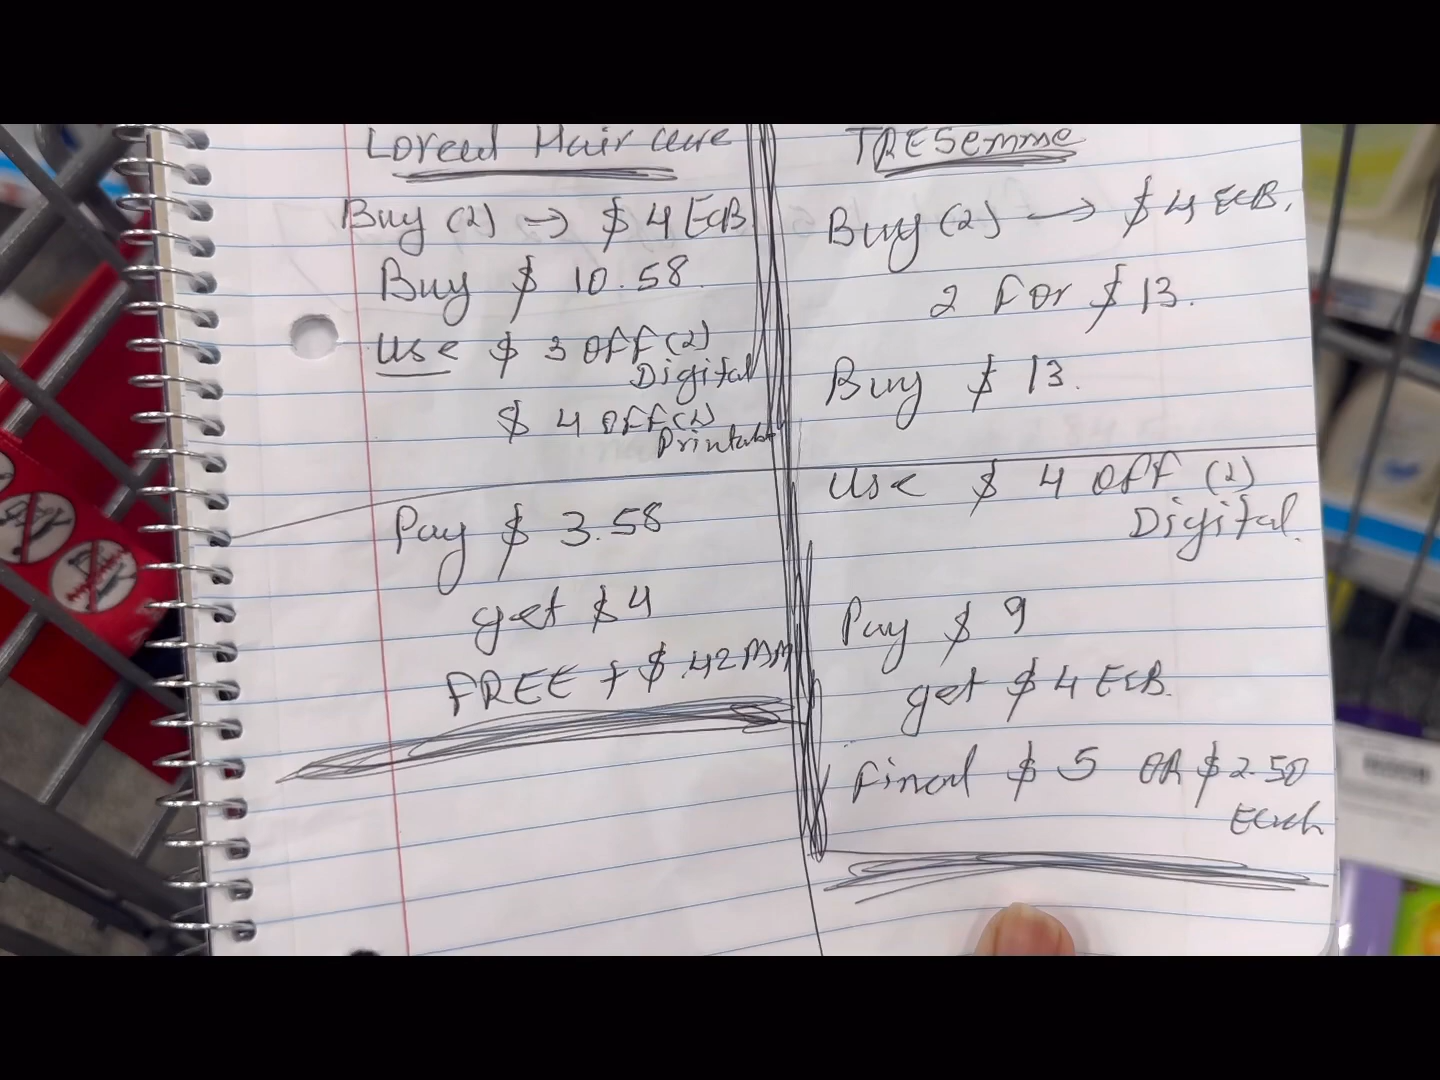 Loreal Hair care
Buy (2) → $4 ECB
Buy $10.58
Use $3 OFF (2)
Digital
$4 OFF (2)
Printabl
Pay $3.58
get $4
FREE + $.42 MM
TRESemme
Buy (2) → $4 ECB.
2 For $13.
Buy $13.
Use $4 OFF (2)
Digital.
Pay $9
get $4 ECB.
Final $5 OR $2.50
Each